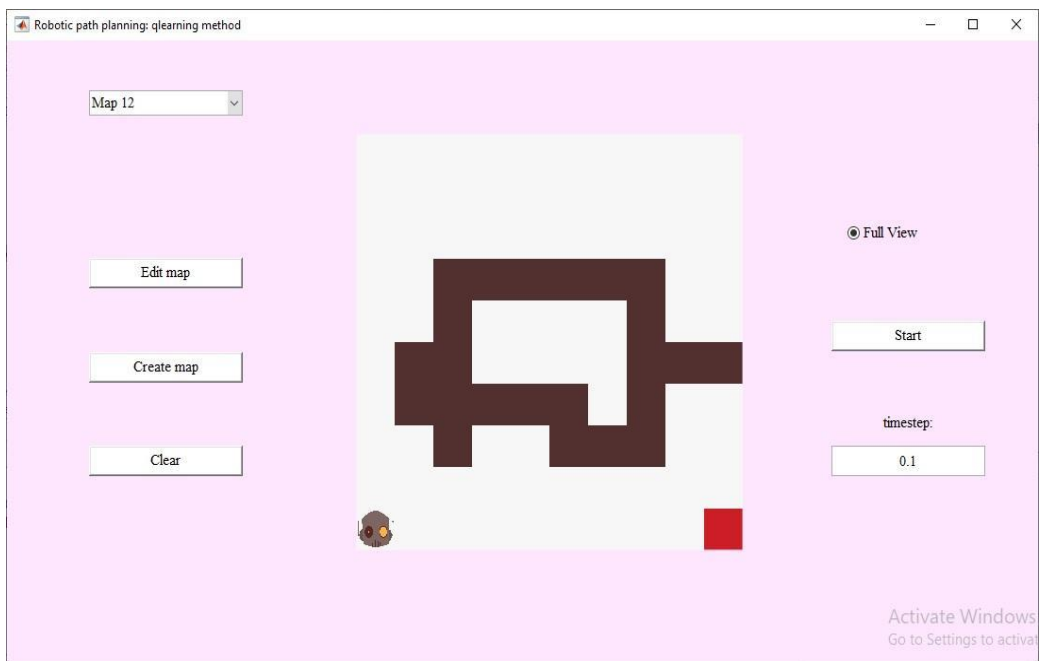 Robotic path planning: qlearning method
Map 12
Full View
Edit map
Start
Create map
timestep:
Clear
0.1
Activate Windows
Go to Settings to activat